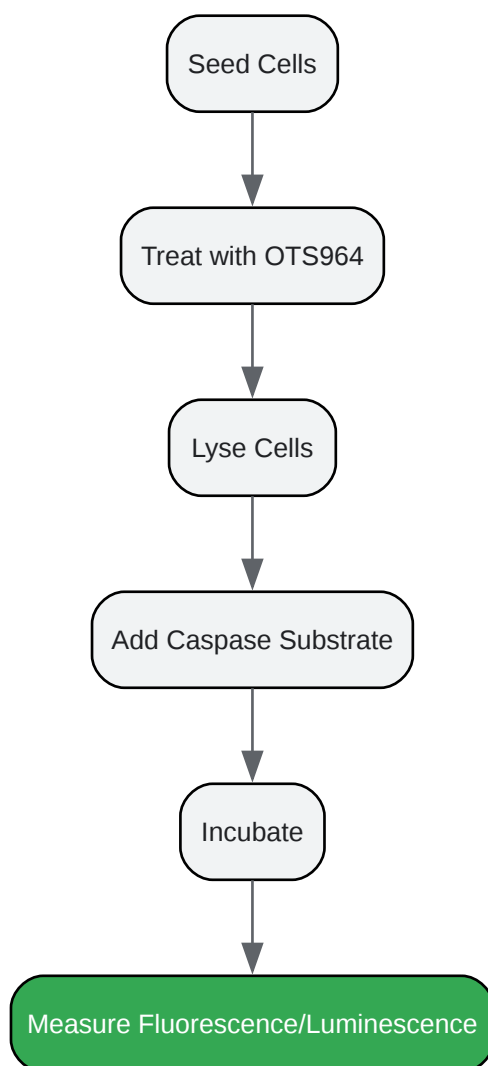 Seed Cells
Treat with OTS964
Lyse Cells
Add Caspase Substrate
Incubate
Measure Fluorescence/Luminescence